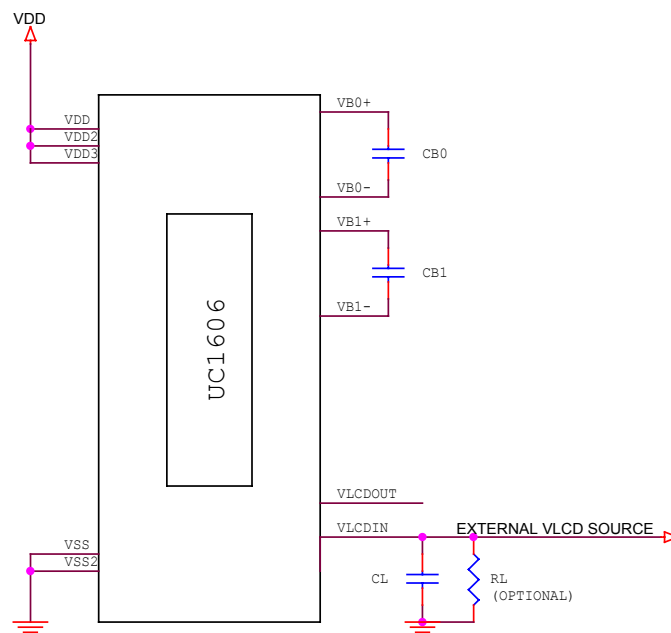 VDD
VDD
VDD2
VDD3
VB0+
CB0
VB0-
VB1+
CB1
VB1-
UC1606
VLCDOUT
VLCDIN
EXTERNAL VLCD SOURCE
VSS
VSS2
CL
RL
(OPTIONAL)